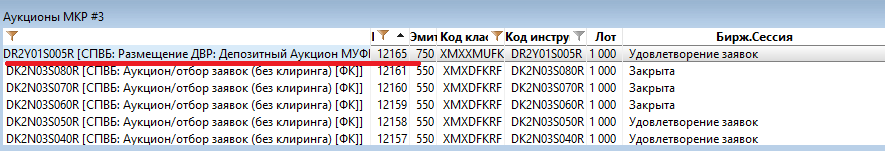 Аукционы МКР #3
Эмит Код клас Код инстру Лот Бирж.Сессия
DR2Y01S005R [СПВБ: Размещение ДВР: Депозитный Аукцион МУФ 12165 750 XMXXMUFK DR2Y01S005R 1 000 Удовлетворение заявок
DK2N03S080R [СПВБ: Аукцион/отбор заявок (без клиринга) [ФК]] 12161 550 XMXDFKRF DK2N03S080R 1 000 Закрыта
DK2N03S070R [СПВБ: Аукцион/отбор заявок (без клиринга) [ФК]] 12160 550 XMXDFKRF DK2N03S070R 1 000 Закрыта
DK2N03S060R [СПВБ: Аукцион/отбор заявок (без клиринга) [ФК]] 12159 550 XMXDFKRF DK2N03S060R 1 000 Закрыта
DK2N03S050R [СПВБ: Аукцион/отбор заявок (без клиринга) [ФК]] 12158 550 XMXDFKRF DK2N03S050R 1 000 Удовлетворение заявок
DK2N03S040R [СПВБ: Аукцион/отбор заявок (без клиринга) [ФК]] 12157 550 XMXDFKRF DK2N03S040R 1 000 Удовлетворение заявок